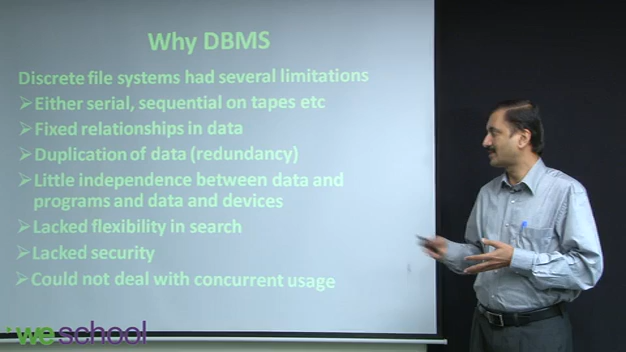 Why DBMS
Discrete file systems had several limitations
➢Either serial, sequential on tapes etc
➢Fixed relationships in data
➢Duplication of data (redundancy)
➢Little independence between data and
programs and data and devices
➢Lacked flexibility in search
➢Lacked security
➢Could not deal with concurrent usage
we school